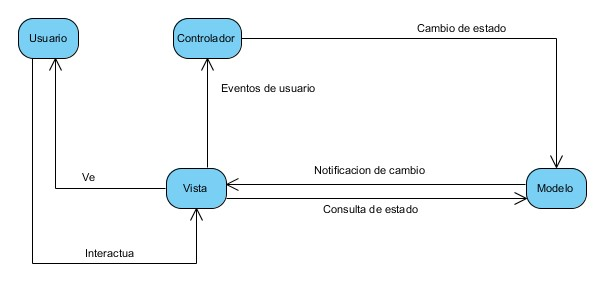 Cambio de estado
Usuario
Controlador
Eventos de usuario
Notificacion de cambio
Ve
Vista
Modelo
Consulta de estado
Interactua